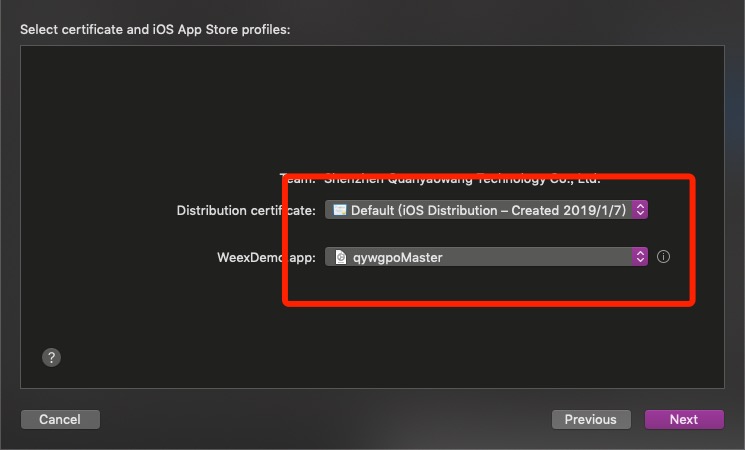 Select certificate and iOS App Store profiles:
Team: Shenzhen Quanyaowang Technology Co., Ltd.
Distribution certificate: Default (iOS Distribution – Created 2019/1/7)
WeexDemo.app: qywgpoMaster
?
Cancel Previous Next